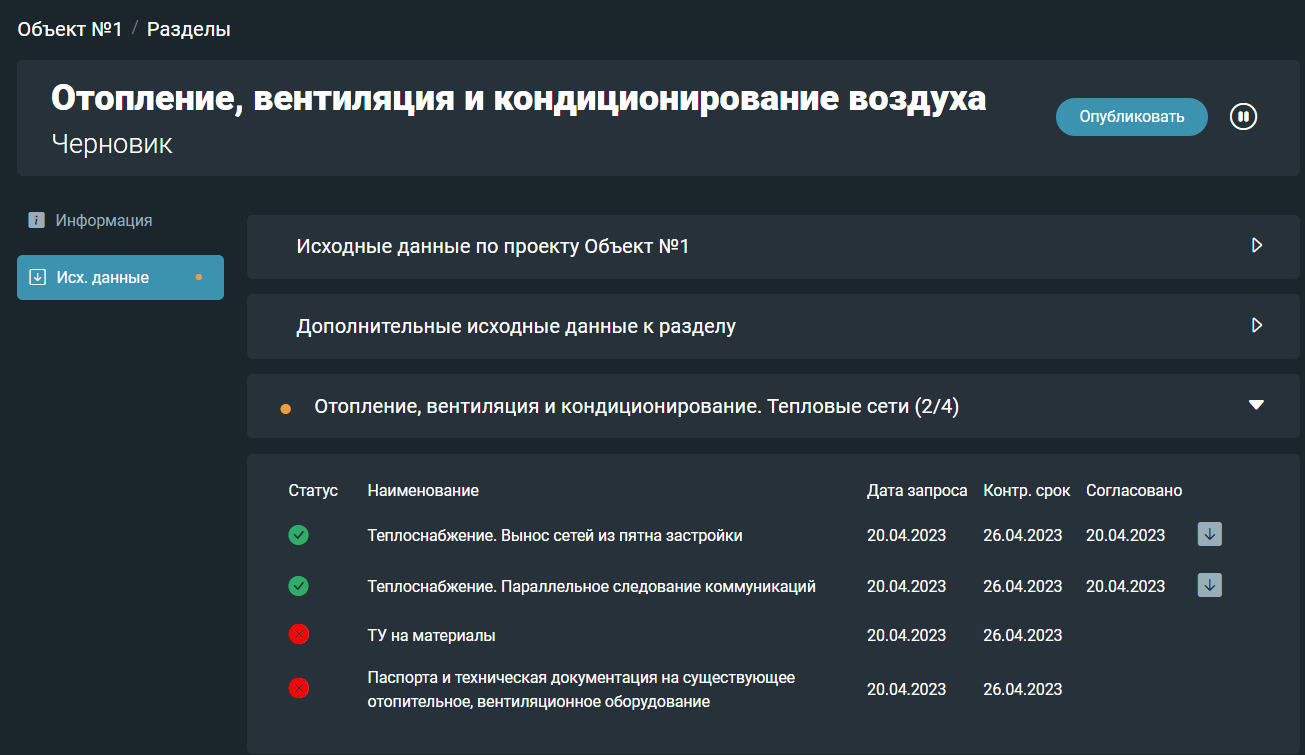 Объект №1 / Разделы
Отопление, вентиляция и кондиционирование воздуха
Черновик
Опубликовать
Информация
Исх. данные
Исходные данные по проекту Объект №1
Дополнительные исходные данные к разделу
Отопление, вентиляция и кондиционирование. Тепловые сети (2/4)
Статус Наименование Дата запроса Контр. срок Согласовано
Теплоснабжение. Вынос сетей из пятна застройки 20.04.2023 26.04.2023 20.04.2023
Теплоснабжение. Параллельное следование коммуникаций 20.04.2023 26.04.2023 20.04.2023
ТУ на материалы 20.04.2023 26.04.2023
Паспорта и техническая документация на существующее
отопительное, вентиляционное оборудование 20.04.2023 26.04.2023